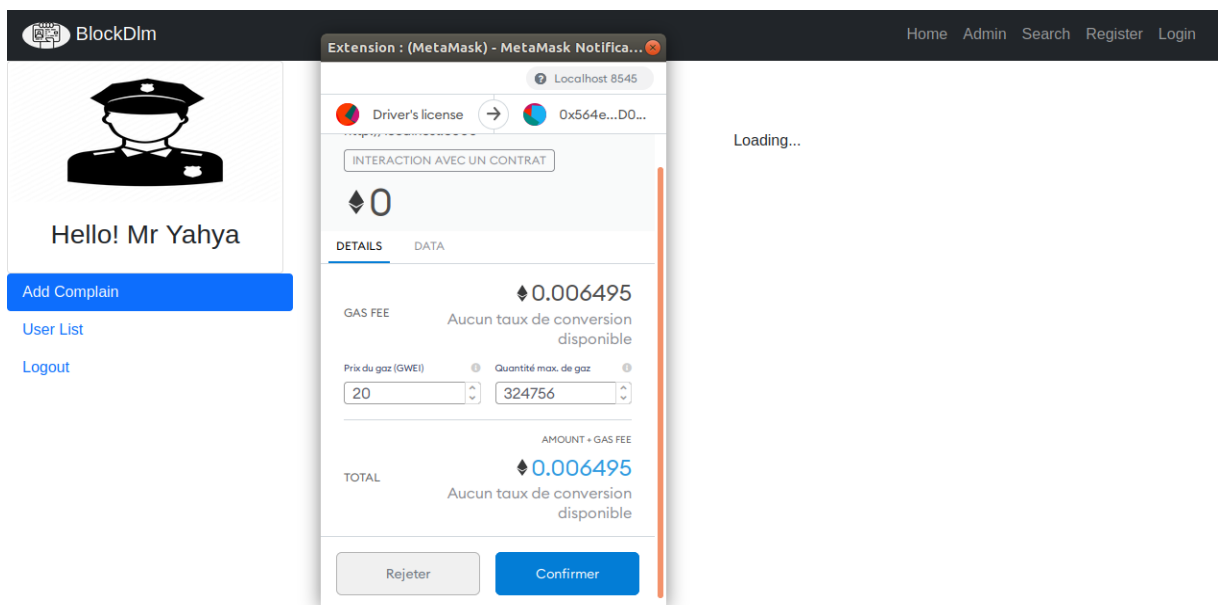 BlockDlm
Home Admin Search Register Login
Hello! Mr Yahya
Add Complain
User List
Logout
Extension : (MetaMask) - MetaMask Notifica...
Localhost 8545
Driver's license
0x564e...D0...
INTERACTION AVEC UN CONTRAT
0
DETAILS DATA
GAS FEE
0.006495
Aucun taux de conversion
disponible
Prix du gaz (GWEI) Quantité max. de gaz
20 324756
AMOUNT + GAS FEE
TOTAL
0.006495
Aucun taux de conversion
disponible
Rejeter Confirmer
Loading...